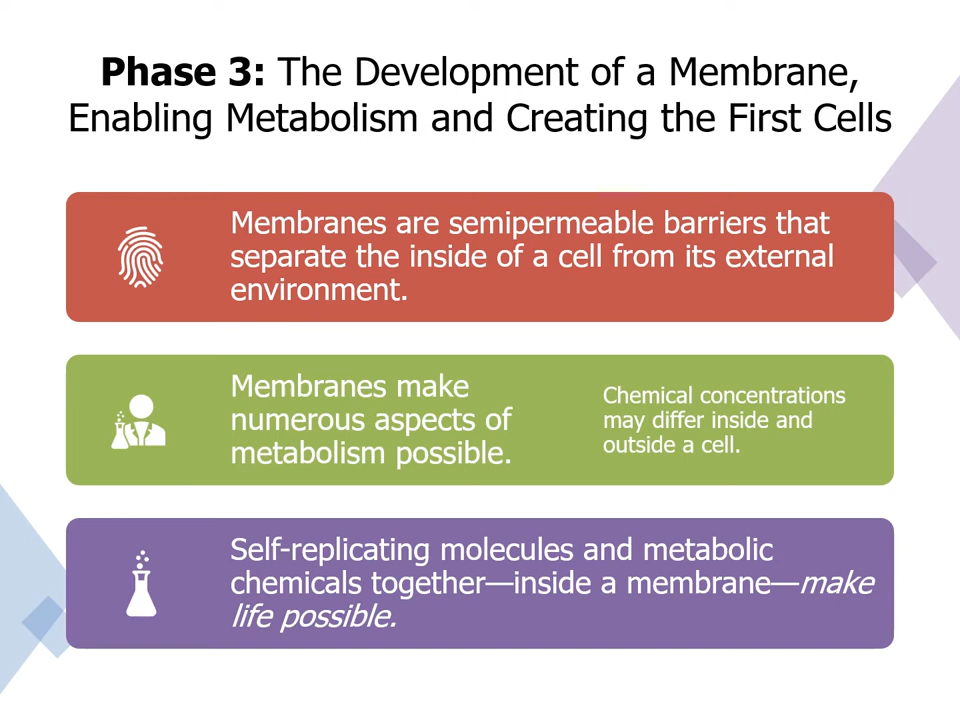 Phase 3: The Development of a Membrane,
Enabling Metabolism and Creating the First Cells
Membranes are semipermeable barriers that
separate the inside of a cell from its external
environment.
Membranes make
numerous aspects of
metabolism possible.
Chemical concentrations
may differ inside and
outside a cell.
Self-replicating molecules and metabolic
chemicals together—inside a membrane—make
life possible.